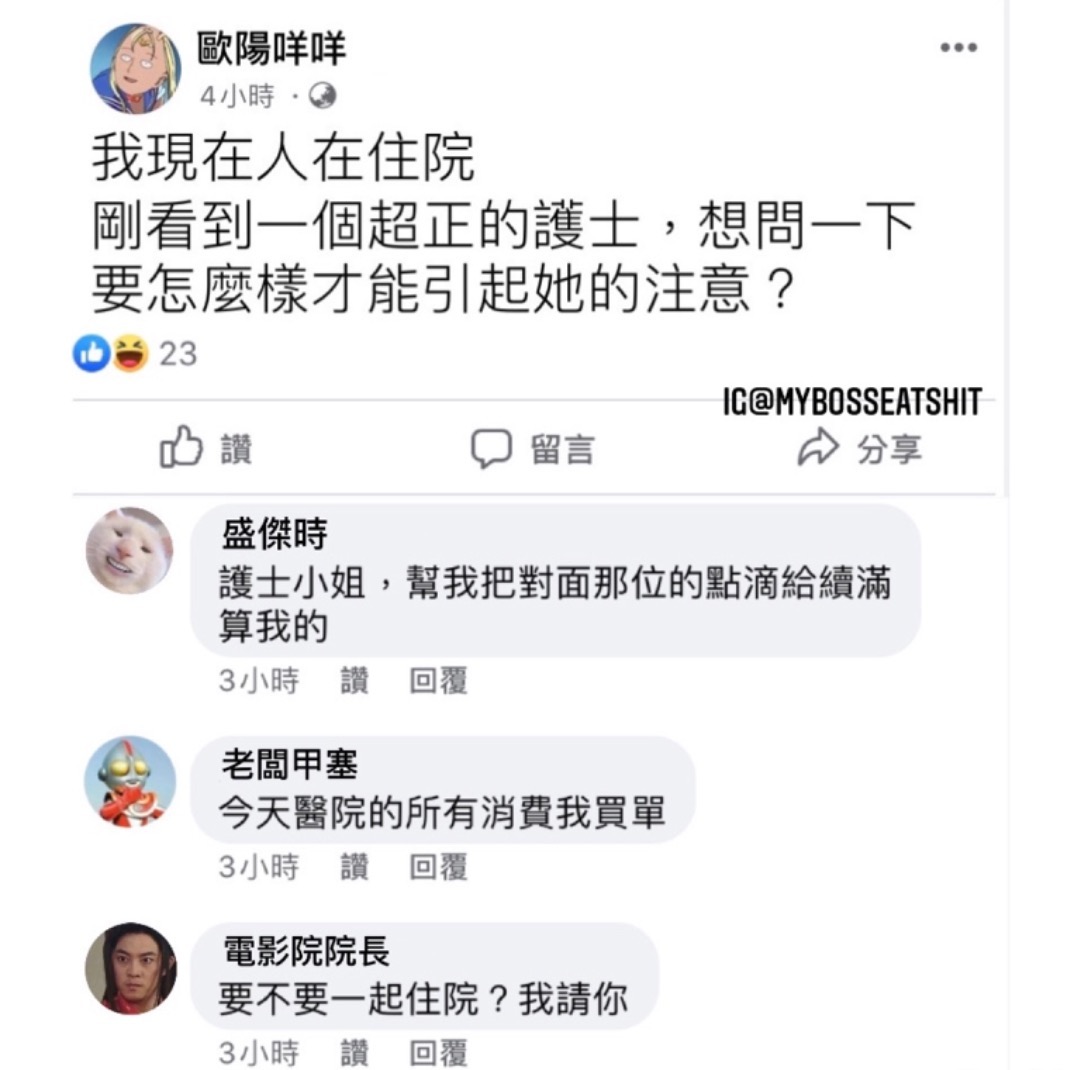 歐陽咩咩
4小時 ·
我現在人在住院
剛看到一個超正的護士，想問一下
要怎麼樣才能引起她的注意？
23
IG@MYBOSSEATSHIT
讚 留言 分享
盛傑時
護士小姐，幫我把對面那位的點滴給續滿
算我的
3小時 讚 回覆
老闆甲塞
今天醫院的所有消費我買單
3小時 讚 回覆
電影院院長
要不要一起住院？我請你
3小時 讚 回覆